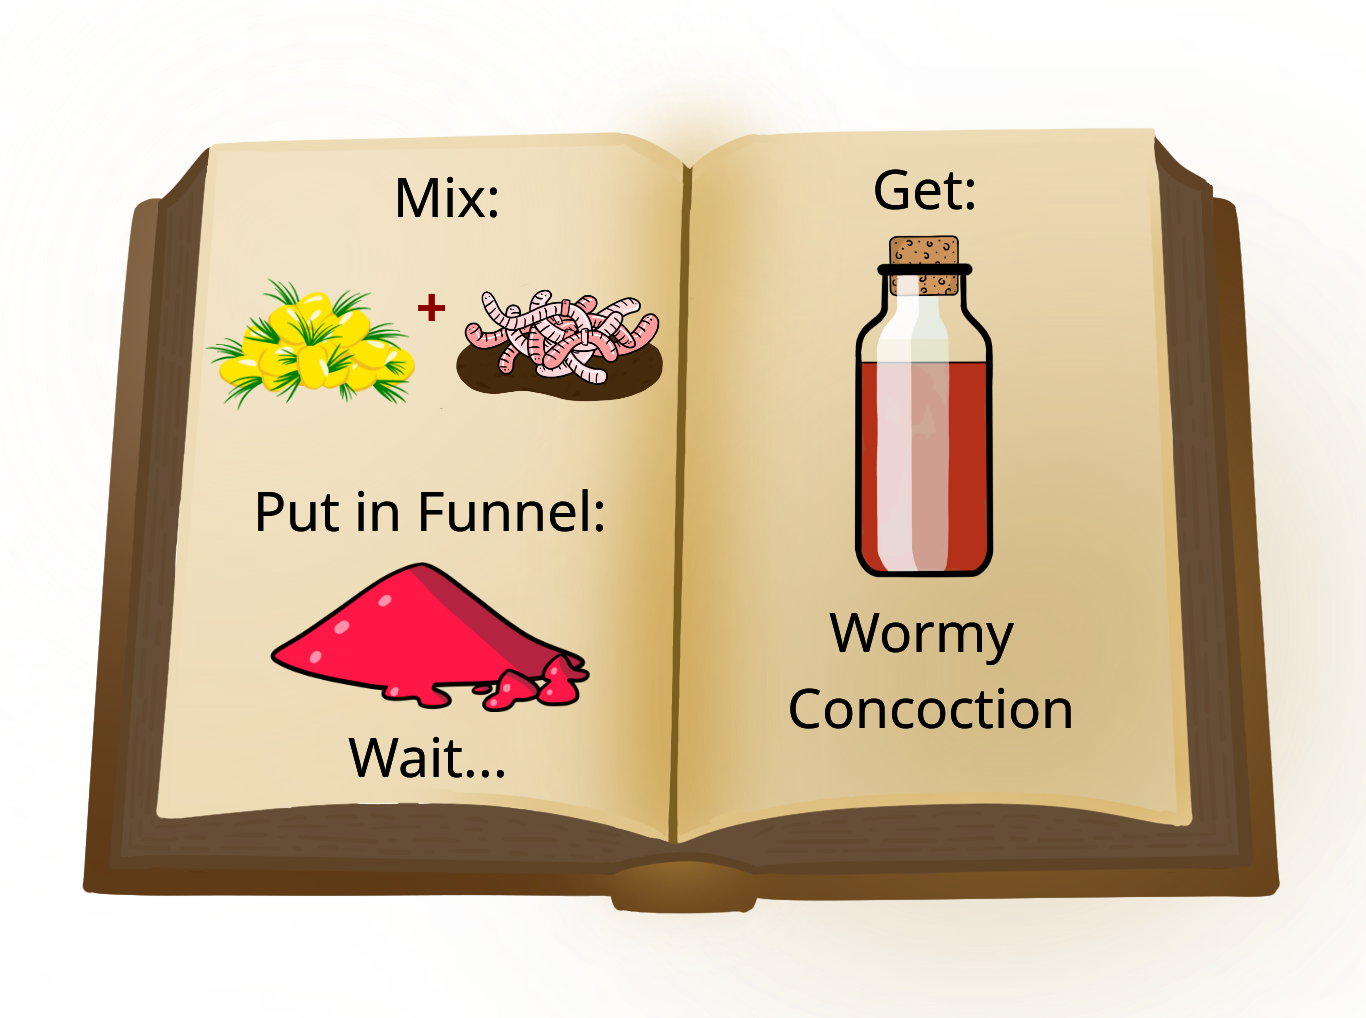 Mix:
+
Put in Funnel:
Wait...
Get:
Wormy
Concoction